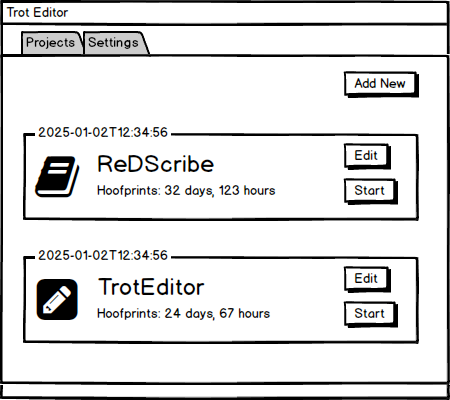 Trot Editor
Projects Settings
Add New
2025-01-02T12:34:56
ReDScribe
Hoofprints: 32 days, 123 hours
Edit
Start
2025-01-02T12:34:56
TrotEditor
Hoofprints: 24 days, 67 hours
Edit
Start